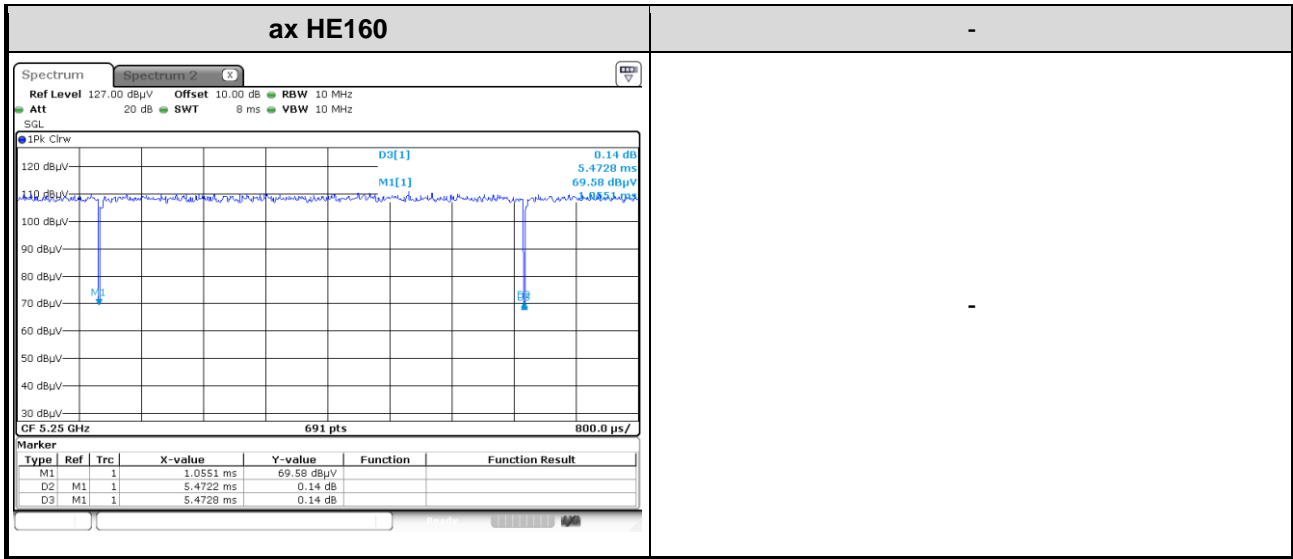 ax HE160 -
Spectrum Spectrum 2 X
Ref Level 127.00 dBµV Offset 10.00 dB RBW 10 MHz
Att 20 dB SWT 8 ms VBW 10 MHz
SGL
1Pk Clrw
D3[1] 0.14 dB
5.4728 ms
120 dBµV
M1[1] 69.58 dBµV
1.0551 ms
110 dBµV
100 dBµV
90 dBµV
80 dBµV
M1
70 dBµV
60 dBµV
50 dBµV
40 dBµV
30 dBµV
CF 5.25 GHz 691 pts 800.0 µs/
Marker
Type Ref Trc X-value Y-value Function Function Result
M1 1 1.0551 ms 69.58 dBµV
D2 M1 1 5.4722 ms 0.14 dB
D3 M1 1 5.4728 ms 0.14 dB
-